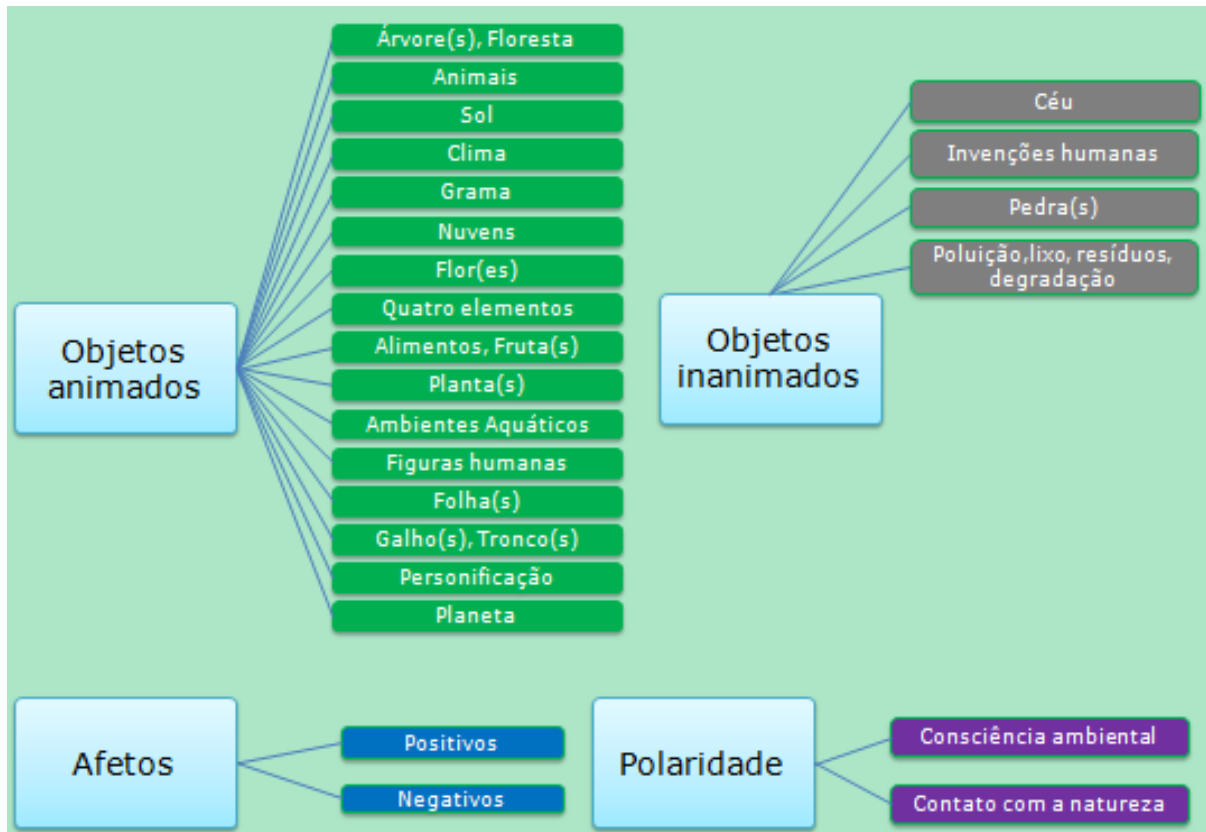 Objetos
animados
Árvore(s), Floresta
Animais
Sol
Clima
Grama
Nuvens
Flor(es)
Quatro elementos
Alimentos, Fruta(s)
Planta(s)
Ambientes Aquáticos
Figuras humanas
Folha(s)
Galho(s), Tronco(s)
Personificação
Planeta
Objetos
inanimados
Céu
Invenções humanas
Pedra(s)
Poluição,lixo, resíduos,
degradação
Afetos
Positivos
Negativos
Polaridade
Consciência ambiental
Contato com a natureza